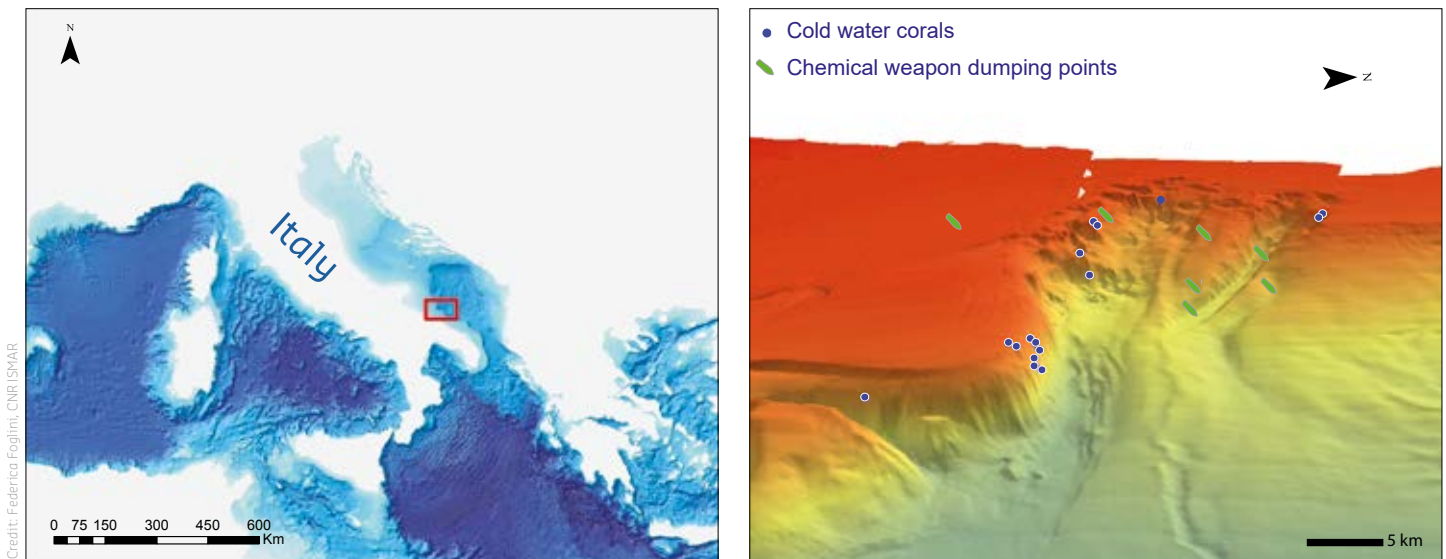 N
Italy
0 75 150 300 450 600
Km
Credit: Federica Foglini, CNR ISMAR
Cold water corals
Chemical weapon dumping points
N
5 km